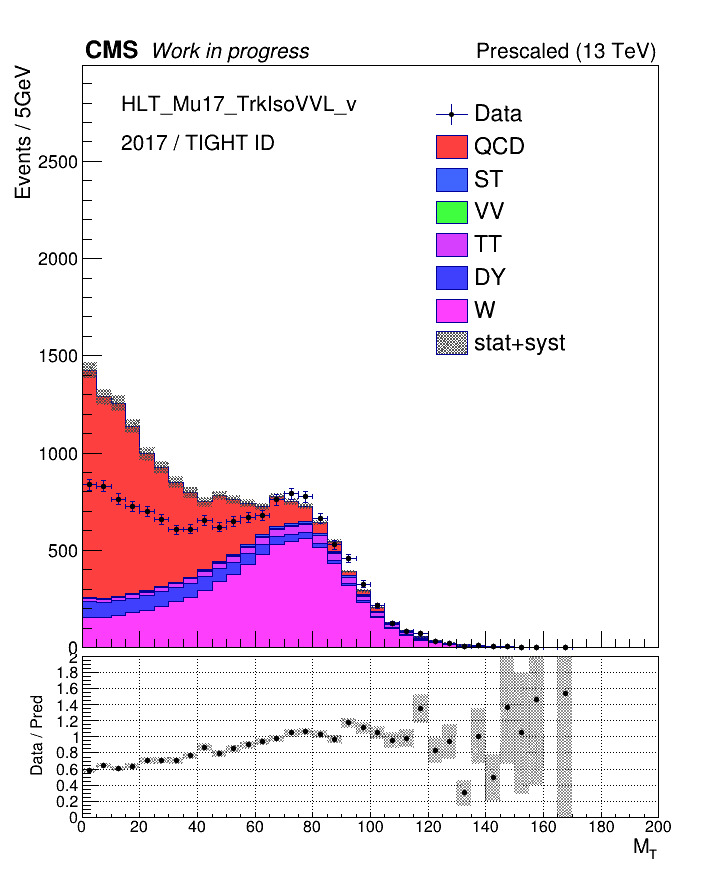 CMS Work in progress Prescaled (13 TeV)
Events / 5GeV
HLT_Mu17_TrkIsoVVL_v
2017 / TIGHT ID
Data
QCD
ST
VV
TT
DY
W
stat+syst
2500
2000
1500
1000
500
0
Data / Pred
2
1.8
1.6
1.4
1.2
1
0.8
0.6
0.4
0.2
0
0 20 40 60 80 100 120 140 160 180 200
M_T